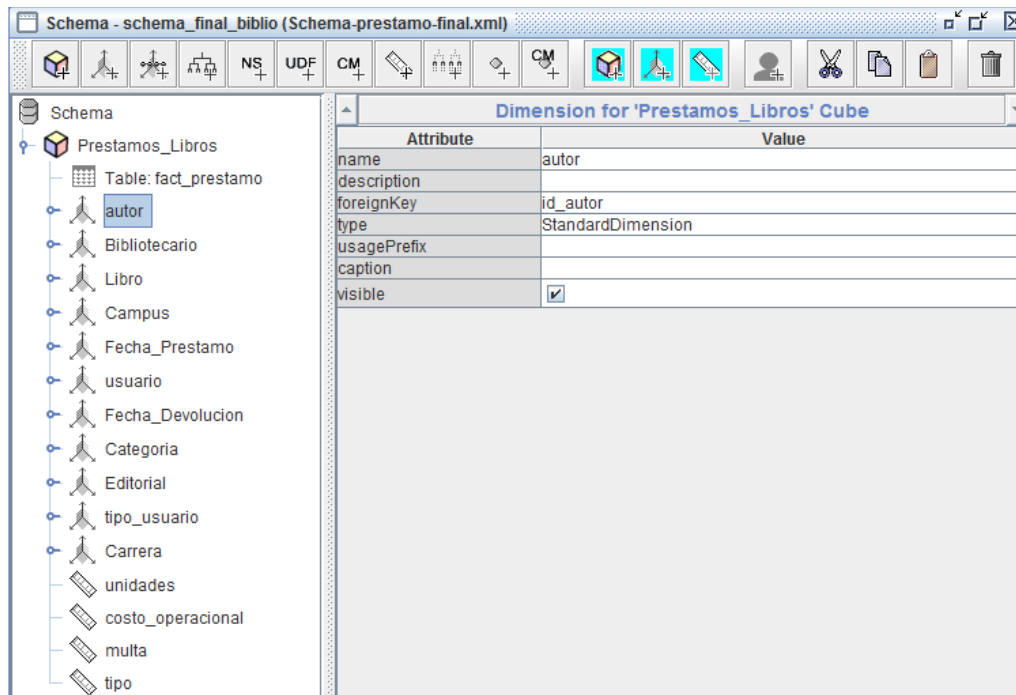 Schema - schema_final_biblio (Schema-prestamo-final.xml)
NS UDF CM CM
Schema
Prestamos_Libros
Table: fact_prestamo
autor
Bibliotecario
Libro
Campus
Fecha_Prestamo
usuario
Fecha_Devolucion
Categoria
Editorial
tipo_usuario
Carrera
unidades
costo_operacional
multa
tipo
Dimension for 'Prestamos_Libros' Cube
Attribute Value
name autor
description
foreignKey id_autor
type StandardDimension
usagePrefix
caption
visible